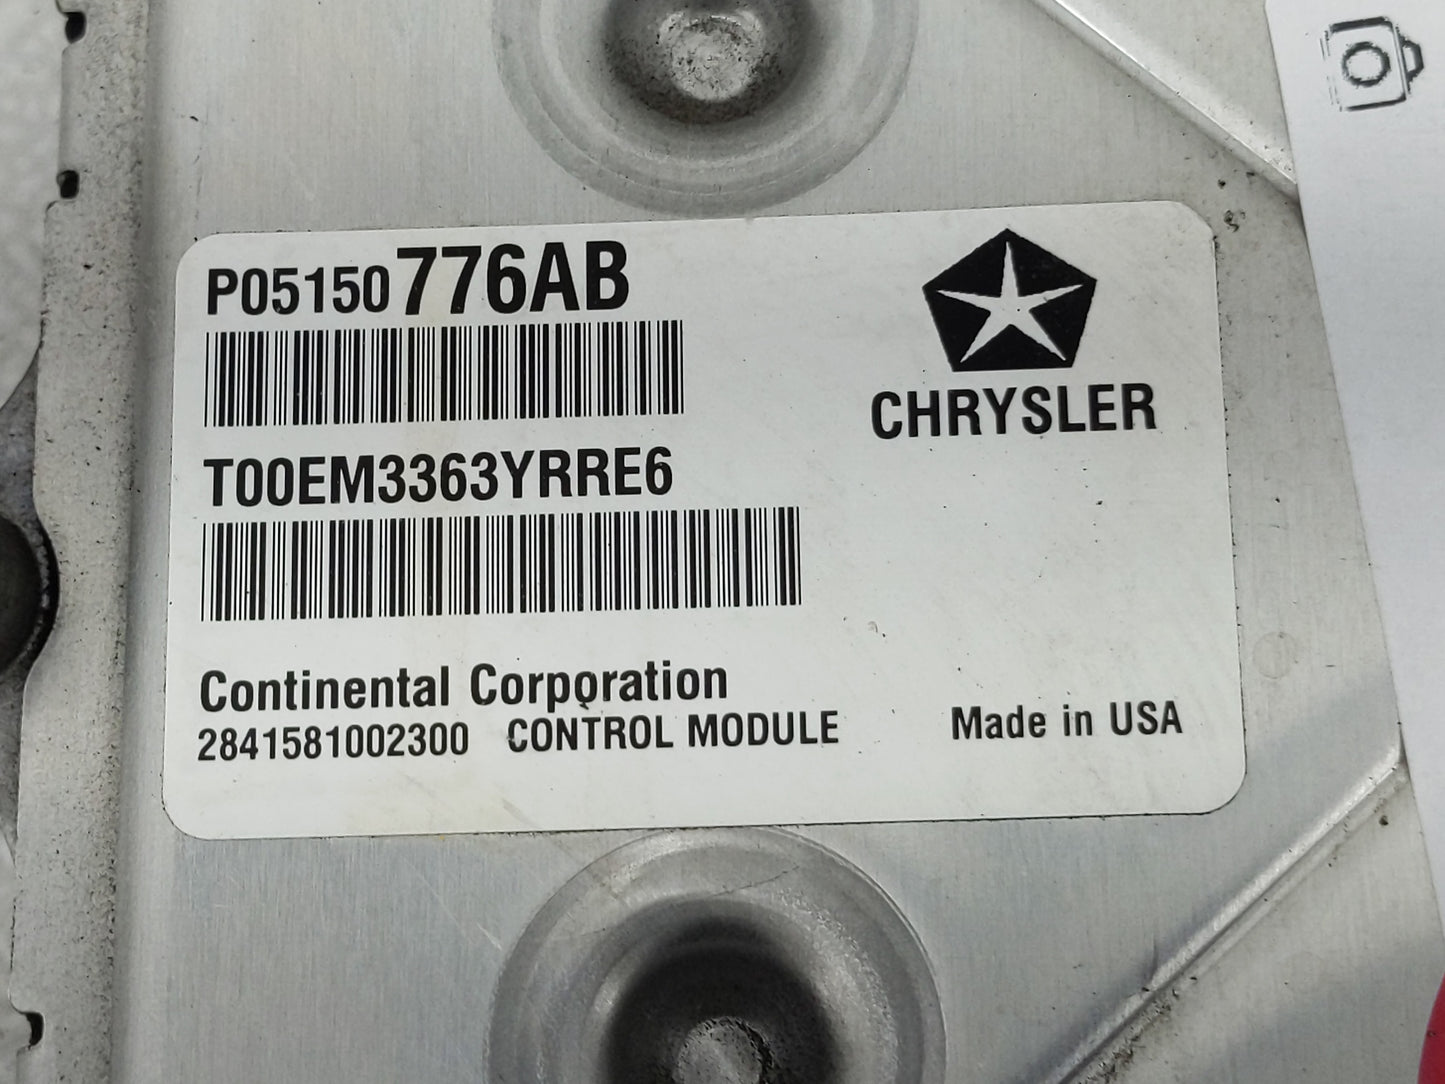 P05150776AB
CHRYSLER
T00EM3363YRRE6
Continental Corporation
2841581002300 CONTROL MODULE
Made in USA